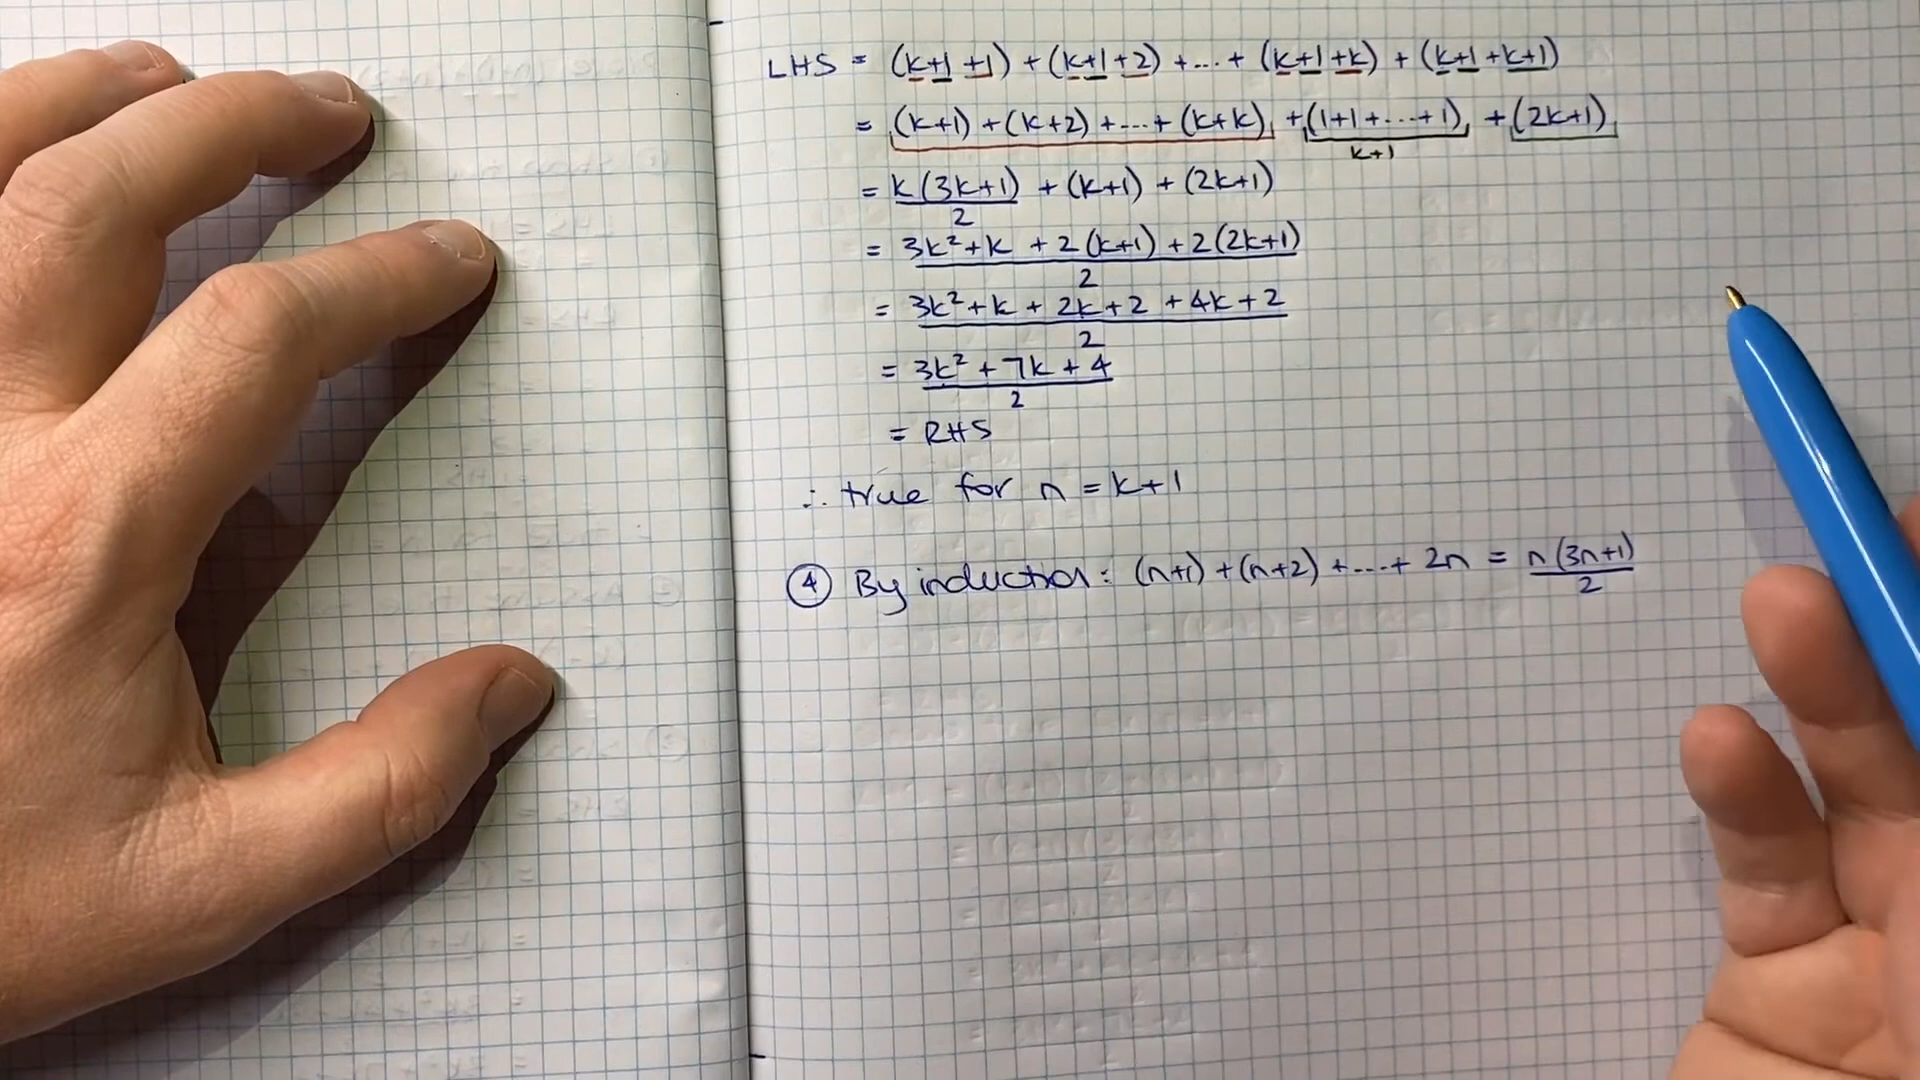 LHS = (k+1+1) + (k+1+2) + ... + (k+1+k) + (k+1+k+1)
= (k+1) + (k+2) + ... + (k+k) + (1+1+...+1) + (2k+1)
k+1
= k(3k+1)/2 + (k+1) + (2k+1)
= 3k²+k + 2(k+1) + 2(2k+1)/2
= 3k²+k + 2k+2 + 4k+2/2
= 3k² + 7k + 4/2
= RHS
∴ true for n = k+1
④ By induction: (n+1) + (n+2) + ... + 2n = n(3n+1)/2